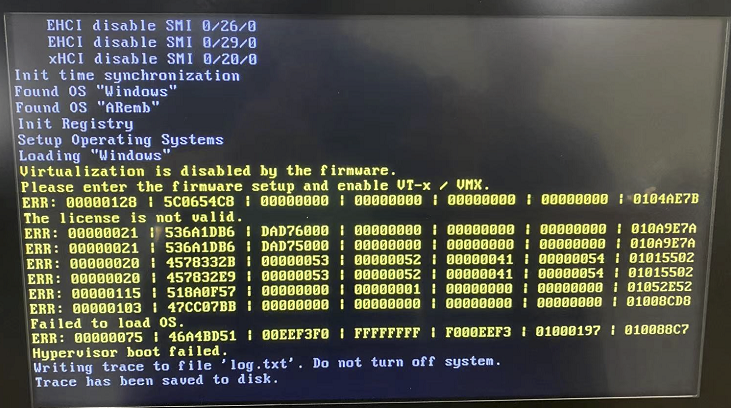 EHCI disable SMI 0/26/0
EHCI disable SMI 0/29/0
xHCI disable SMI 0/20/0
Init time synchronization
Found OS "Windows"
Found OS "ARemb"
Init Registry
Setup Operating Systems
Loading "Windows"
Virtualization is disabled by the firmware.
Please enter the firmware setup and enable VT-x / VMX.
ERR: 00000128 | 5C0654C8 | 00000000 | 00000000 | 00000000 | 00000000 | 0104AE7B
The license is not valid.
ERR: 00000021 | 536A1DB6 | DAD76000 | 00000000 | 00000000 | 00000000 | 010A9E7A
ERR: 00000021 | 536A1DB6 | DAD75000 | 00000000 | 00000000 | 00000000 | 010A9E7A
ERR: 00000020 | 4578332B | 00000053 | 00000052 | 00000041 | 00000054 | 01015502
ERR: 00000020 | 457832E9 | 00000053 | 00000052 | 00000041 | 00000054 | 01015502
ERR: 00000115 | 518A0F57 | 00000000 | 00000001 | 00000000 | 00000000 | 01052E52
ERR: 00000103 | 47CC07BB | 00000000 | 00000000 | 00000000 | 00000000 | 01008CD8
Failed to load OS.
ERR: 00000075 | 46A4BD51 | 00EEF3F0 | FFFFFFFF | F000EEF3 | 01000197 | 010088C7
Hypervisor boot failed.
Writing trace to file 'log.txt'. Do not turn off system.
Trace has been saved to disk.